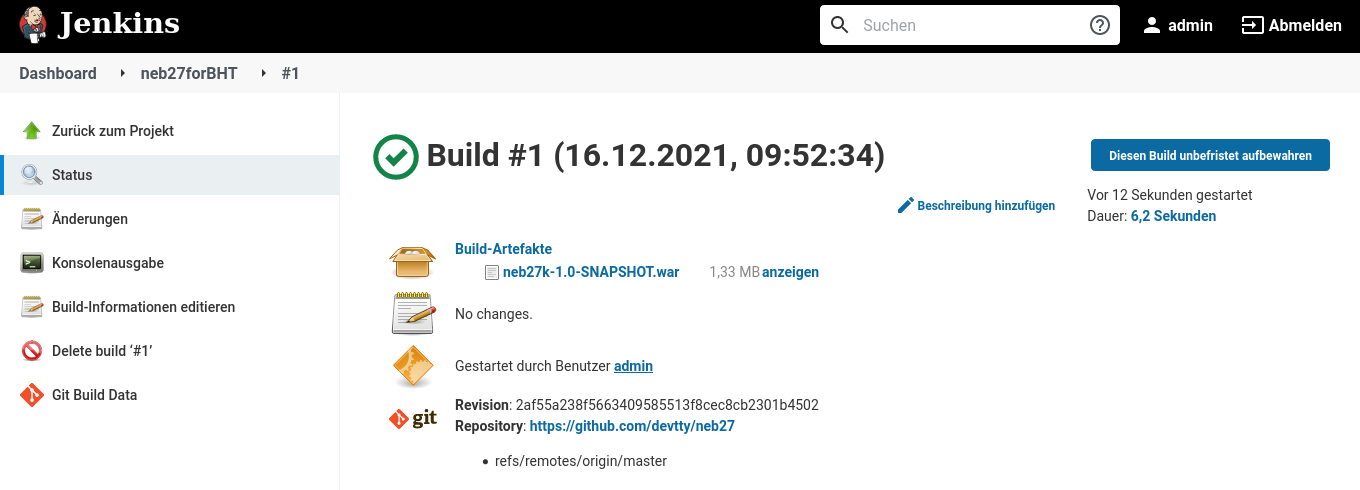 Jenkins
Suchen
admin
Abmelden
Dashboard
neb27forBHT
#1
Zurück zum Projekt
Status
Änderungen
Konsolenausgabe
Build-Informationen editieren
Delete build ‘#1’
Git Build Data
Build #1 (16.12.2021, 09:52:34)
Diesen Build unbefristet aufbewahren
Vor 12 Sekunden gestartet
Dauer: 6,2 Sekunden
Beschreibung hinzufügen
Build-Artefakte
neb27k-1.0-SNAPSHOT.war 1,33 MB anzeigen
No changes.
Gestartet durch Benutzer admin
git
Revision: 2af55a238f5663409585513f8cec8cb2301b4502
Repository: https://github.com/devtty/neb27
• refs/remotes/origin/master